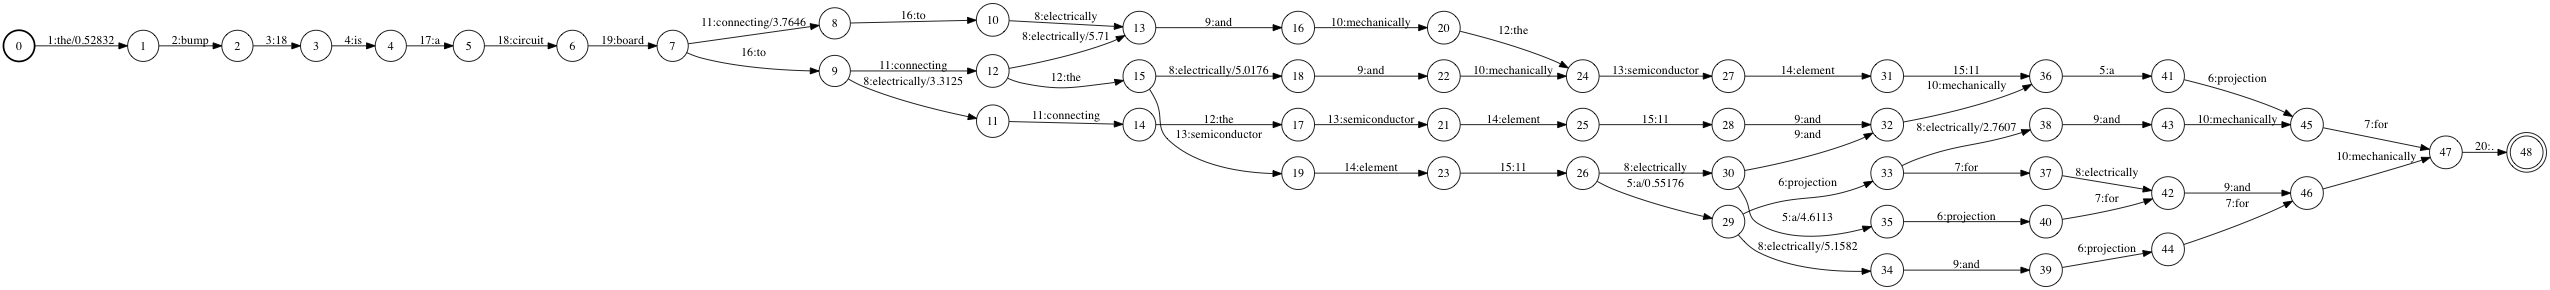 0 1:the/0.52832 1 2:bump 2 3:18 3 4:is 4 17:a 5 18:circuit 6 19:board 7
11:connecting/3.7646 8 16:to 10 8:electrically 13 9:and 16 10:mechanically 20 12:the
16:to 9 11:connecting 12 8:electrically/5.71
12:the 15 8:electrically/5.0176 18 9:and 22 10:mechanically 24 13:semiconductor 27 14:element 31 15:11 36 5:a 41 6:projection
8:electrically/3.3125 11 11:connecting 14 12:the 17 13:semiconductor 21 14:element 25 15:11 28 9:and 32 10:mechanically
13:semiconductor 19 14:element 23 15:11 26 8:electrically 30 9:and
5:a/0.55176 29 6:projection 33 8:electrically/2.7607 38 9:and 43 10:mechanically 45 7:for
7:for 37 8:electrically 42 9:and 46 10:mechanically 47 20:. 48
5:a/4.6113 35 6:projection 40 7:for
8:electrically/5.1582 34 9:and 39 6:projection 44 7:for